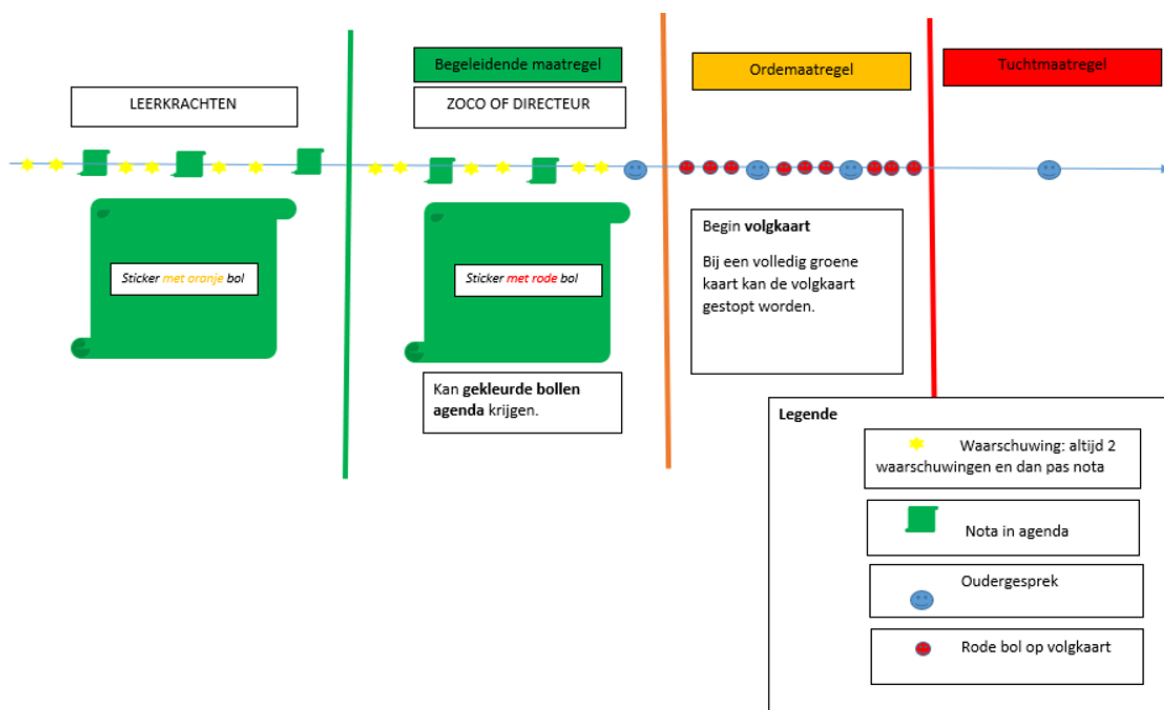 Begeleidende maatregel
Ordemaatregel
Tuchtmaatregel
LEERKRACHTEN
ZOCO OF DIRECTEUR
Sticker met oranje bol
Sticker met rode bol
Begin volgkaart
Bij een volledig groene
kaart kan de volgkaart
gestopt worden.
Kan gekleurde bollen
agenda krijgen.
Legende
Waarschuwing: altijd 2
waarschuwingen en dan pas nota
Nota in agenda
Oudergesprek
Rode bol op volgkaart